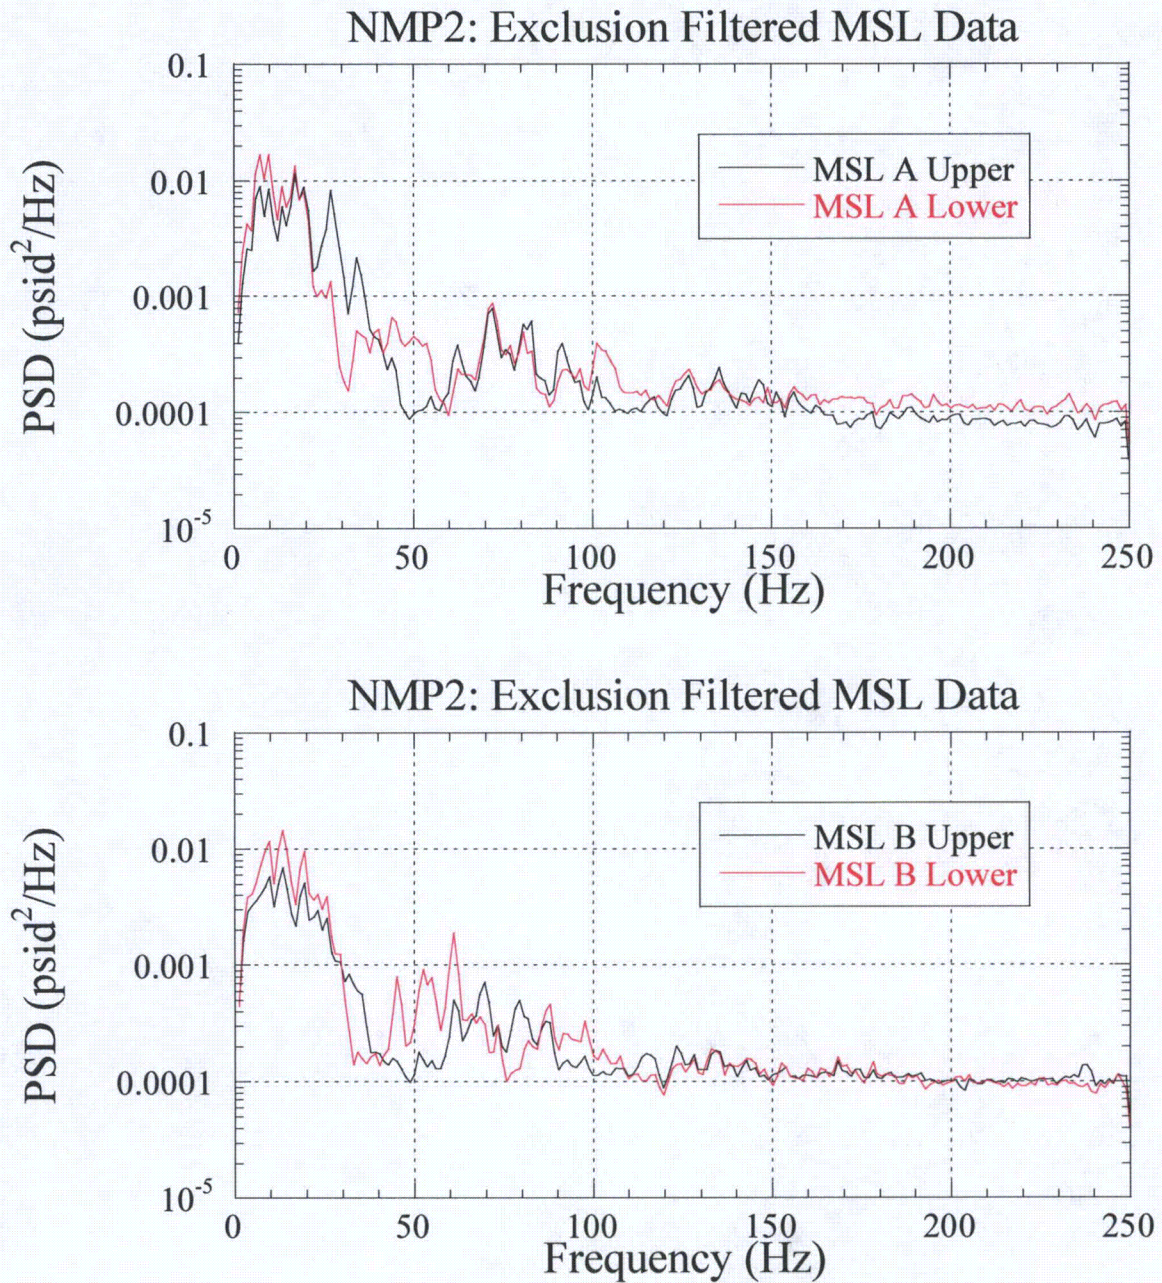 NMP2: Exclusion Filtered MSL Data
0.1
0.01
0.001
0.0001
10⁻⁵
PSD (psid²/Hz)
MSL A Upper
MSL A Lower
0 50 100 150 200 250
Frequency (Hz)
NMP2: Exclusion Filtered MSL Data
0.1
0.01
0.001
0.0001
10⁻⁵
PSD (psid²/Hz)
MSL B Upper
MSL B Lower
0 50 100 150 200 250
Frequency (Hz)